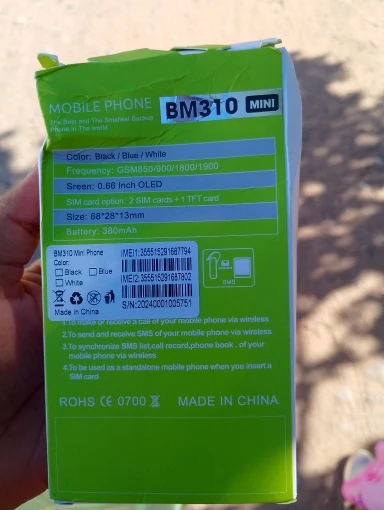 MOBILE PHONE BM310 MINI
The Best and The Smallest Backup
Phone in The world
Color: Black / Blue / White
Frequency: GSM850/900/1800/1900
Sreen: 0.66 Inch OLED
SIM card option: 2 SIM cards + 1 TFT card
Size: 68*28*13mm
Battery: 380mAh
BM310 Mini Phone
Color:
Black Blue
White
Made in China
IMEI1:355515291687794
IMEI2:355515291687802
S/N:20240001005751
1.To make or receive a call of your mobile phone via wireless
2.To send and receive SMS of your mobile phone via wireless
3.To synchronize SMS list,call record,phone book . of your
mobile phone via wireless
4.To be used as a standalone mobile phone when you insert a
SIM card
ROHS CE 0700 MADE IN CHINA